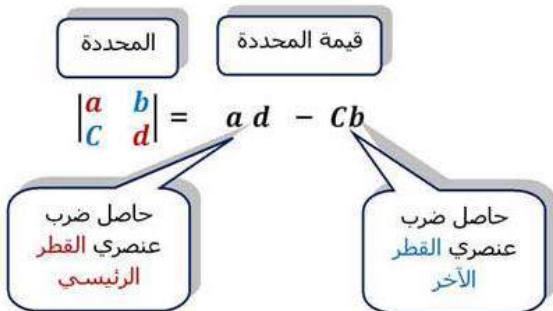 قيمة المحددة
المحددة
|a b|
|C d| = a d − Cb
حاصل ضرب
عنصري القطر
الرئيسي
حاصل ضرب
عنصري القطر
الآخر